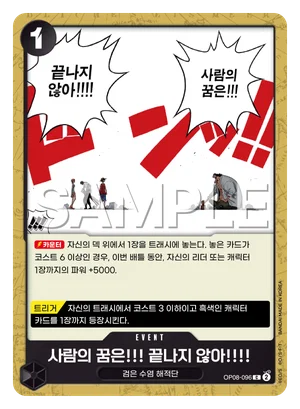 1
끝나지
않아!!!!
사람의
꿈은!!!
ドン!!
SAMPLE
카운터 자신의 덱 위에서 1장을 트래시에 놓는다. 놓은 카드가
코스트 6 이상인 경우, 이번 배틀 동안, 자신의 리더 또는 캐릭터
1장까지의 파워 +5000.
트리거 자신의 트래시에서 코스트 3 이하이고 흑색인 캐릭터
카드를 1장까지 등장시킨다.
EVENT
사람의 꿈은!!! 끝나지 않아!!!!
검은 수염 해적단
OP08-096 C 2